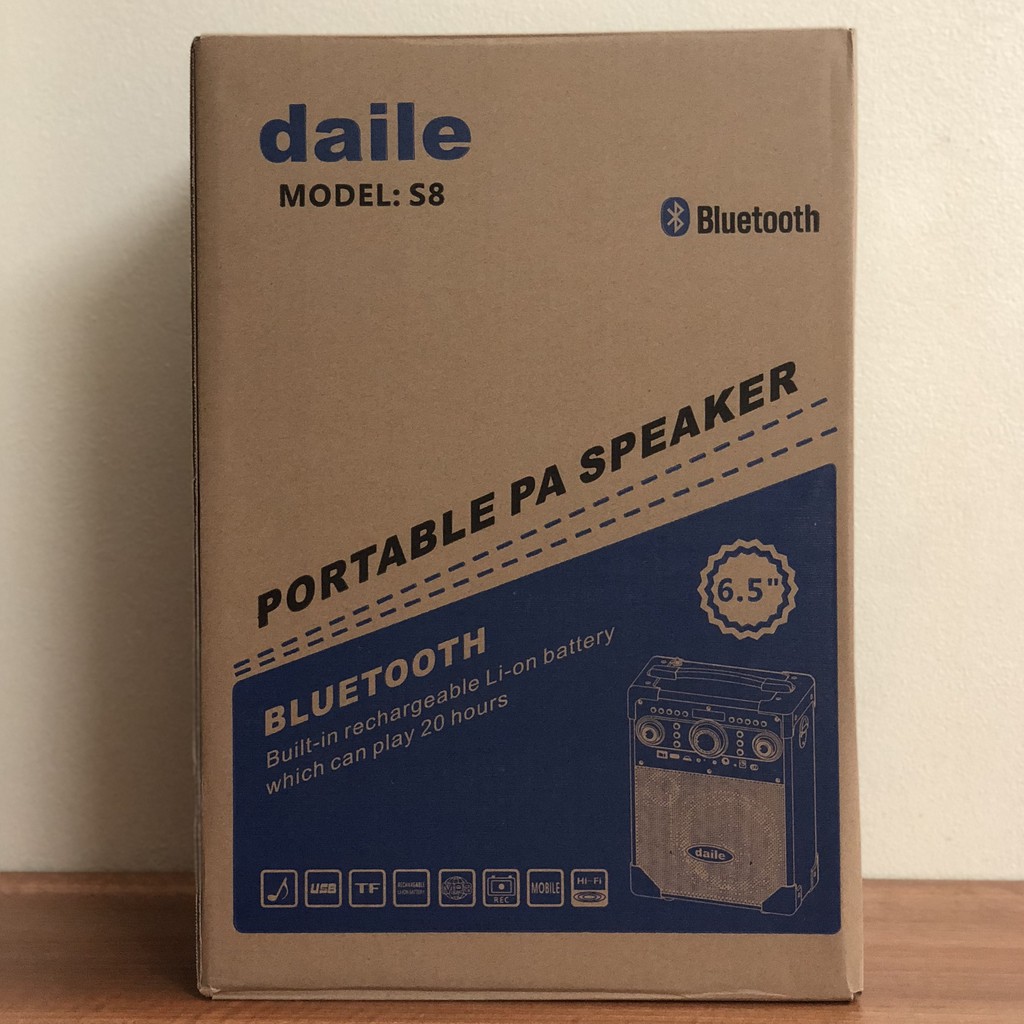 daile
MODEL: S8
Bluetooth
PORTABLE PA SPEAKER
6.5"
BLUETOOTH
Built-in rechargeable Li-on battery
which can play 20 hours
daile
USB
TF
RECHARGEABLE
REC
MOBILE
Hi-Fi